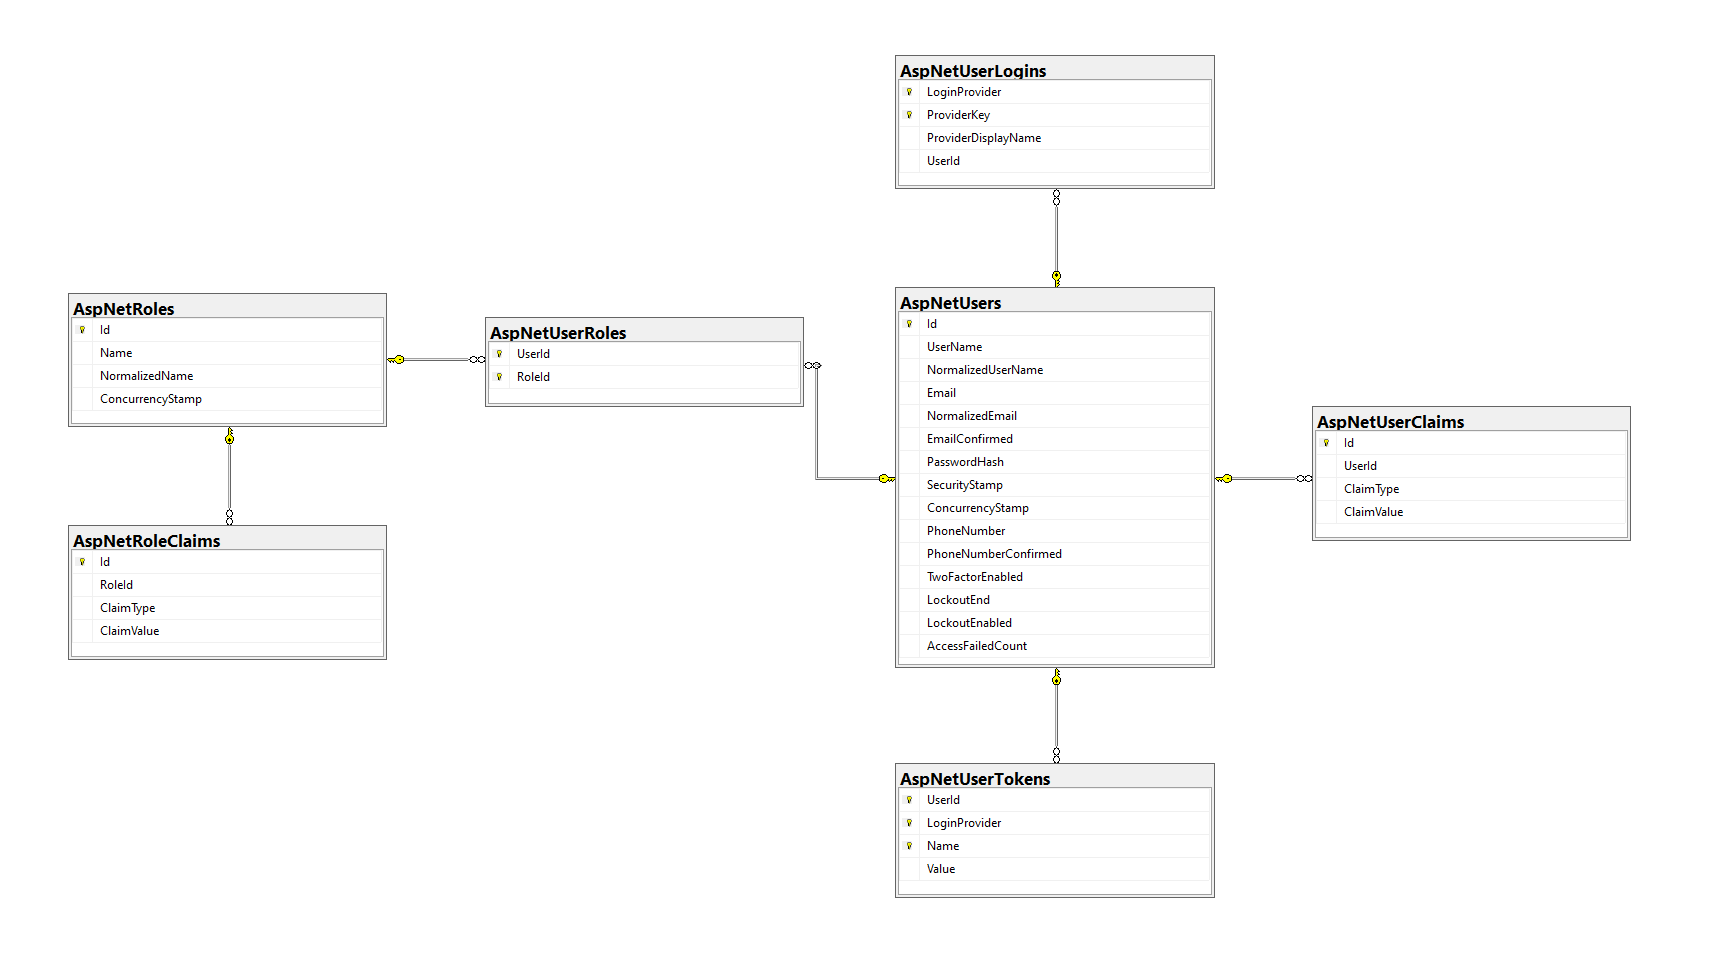 AspNetUserLogins
LoginProvider
ProviderKey
ProviderDisplayName
UserId
AspNetRoles
Id
Name
NormalizedName
ConcurrencyStamp
AspNetUserRoles
UserId
RoleId
AspNetUsers
Id
UserName
NormalizedUserName
Email
NormalizedEmail
EmailConfirmed
PasswordHash
SecurityStamp
ConcurrencyStamp
PhoneNumber
PhoneNumberConfirmed
TwoFactorEnabled
LockoutEnd
LockoutEnabled
AccessFailedCount
AspNetUserClaims
Id
UserId
ClaimType
ClaimValue
AspNetRoleClaims
Id
RoleId
ClaimType
ClaimValue
AspNetUserTokens
UserId
LoginProvider
Name
Value